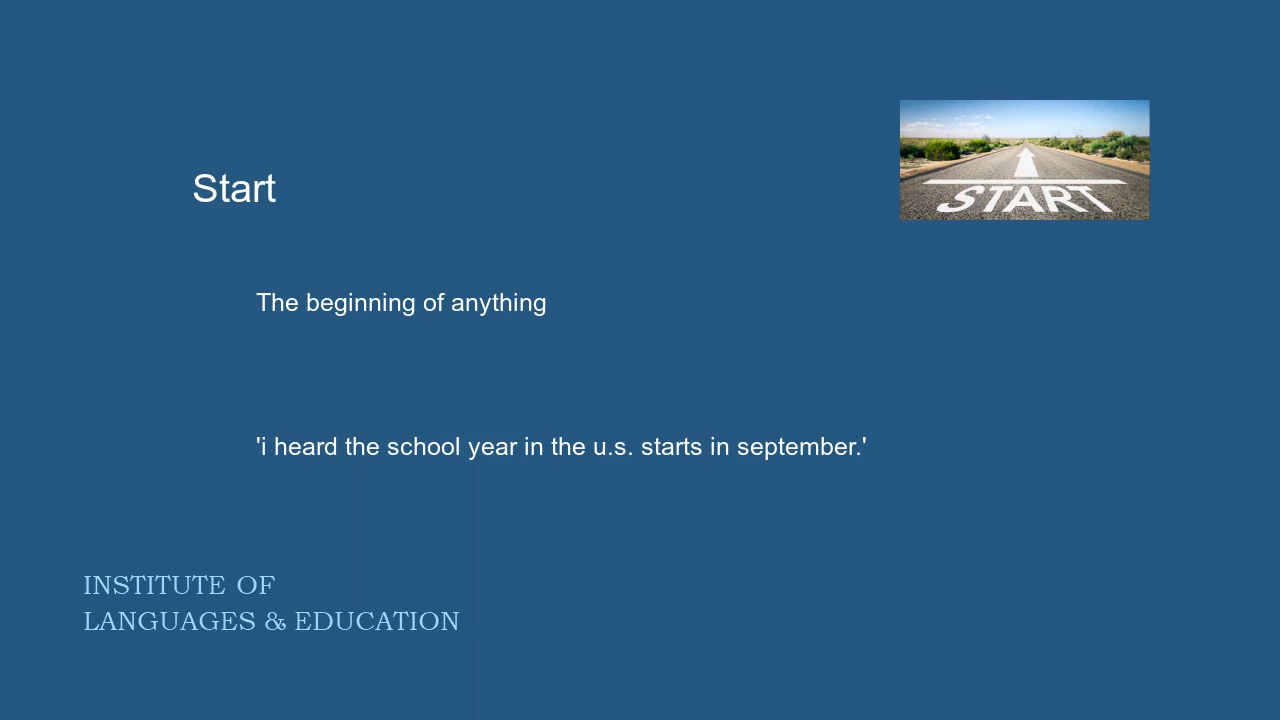 START
Start
The beginning of anything
'i heard the school year in the u.s. starts in september.'
INSTITUTE OF
LANGUAGES & EDUCATION